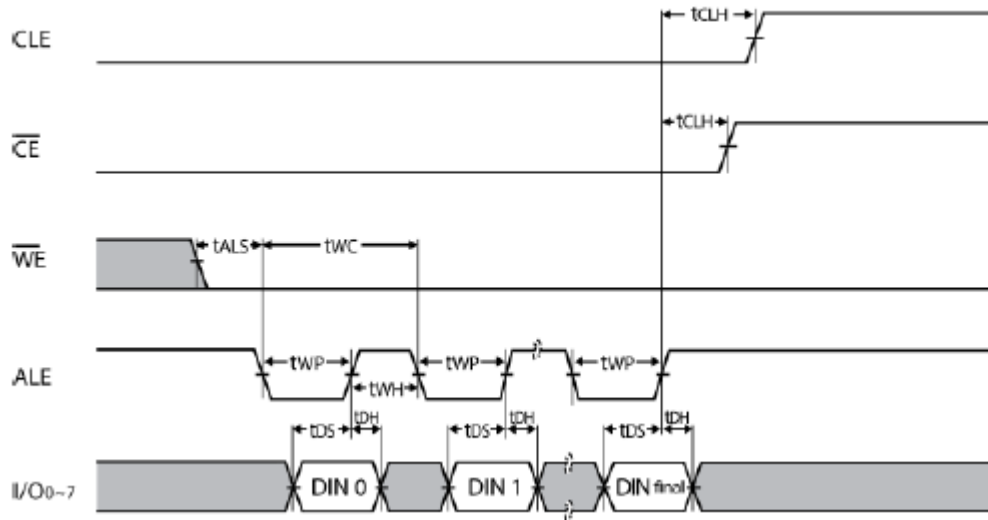 tCLH
CLE
tCLH
CE
tALS tWC
WE
tWP tWP tWP
ALE
tWH
tDS tDH tDS tDH tDS tDH
I/O0~7 DIN 0 DIN 1 DIN final